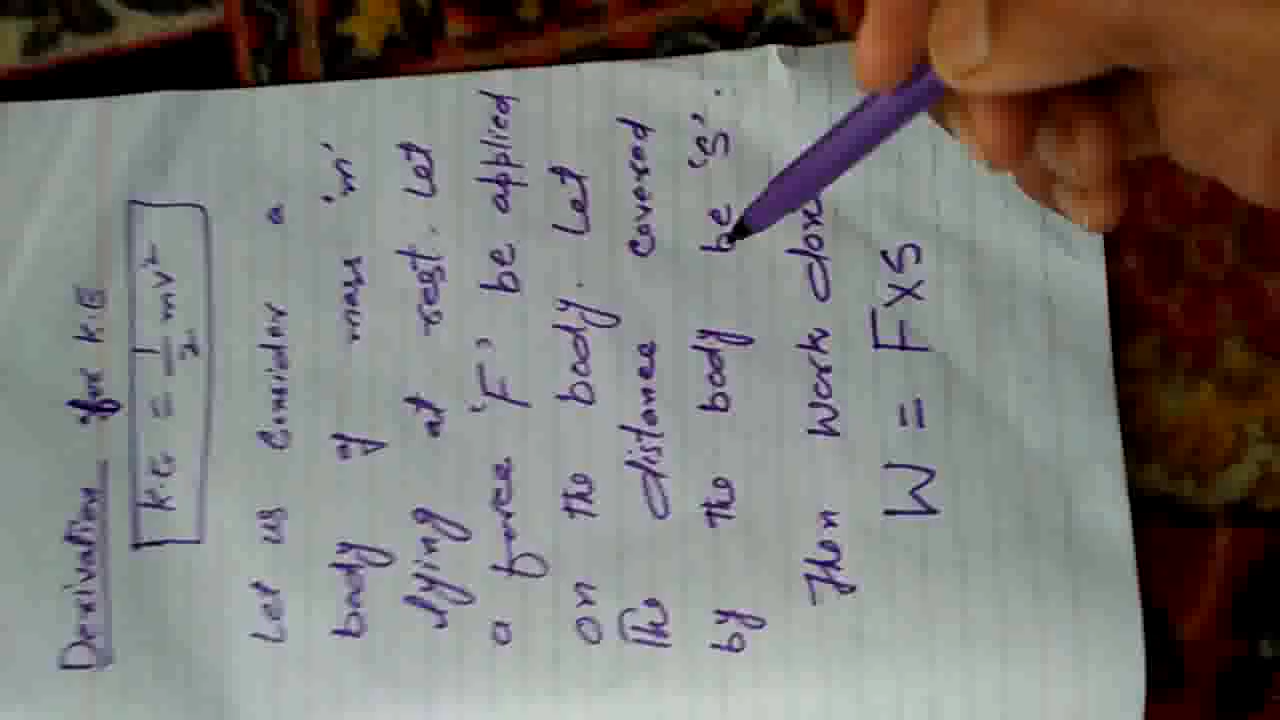 Derivation for K.E
K.E = 1/2 mv²
Let us consider a
body of mass 'm'
lying at rest. Let
a force 'F' be applied
on the body. Let
The distance covered
by the body be 'S'.
Then work done
W = F×S